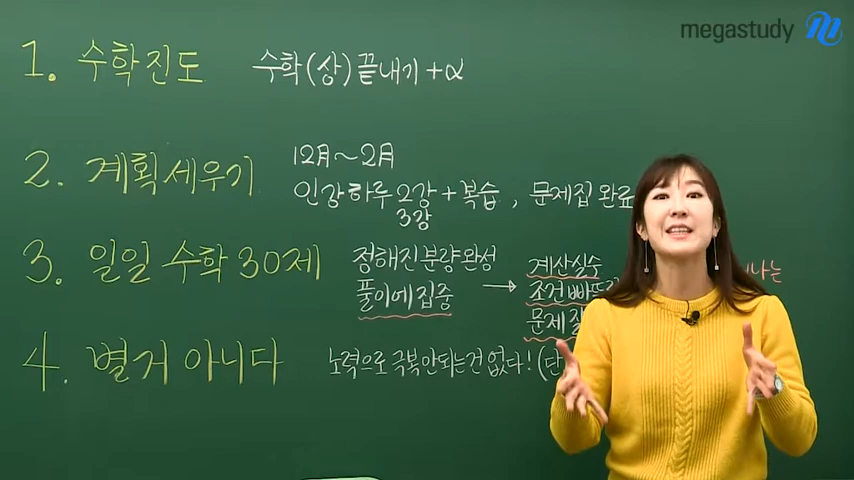 megastudy
1. 수학진도 수학(상) 끝내기 + α
2. 계획세우기 12月~2月
인강하루 2강 + 복습, 문제집 완료
3강
3. 일일 수학 30제 정해진분량완성 계산실수
풀이에집중 → 조건빠뜨
문제 잘
4. 별거 아니다 노력으로 극복안되는건 없다! (단